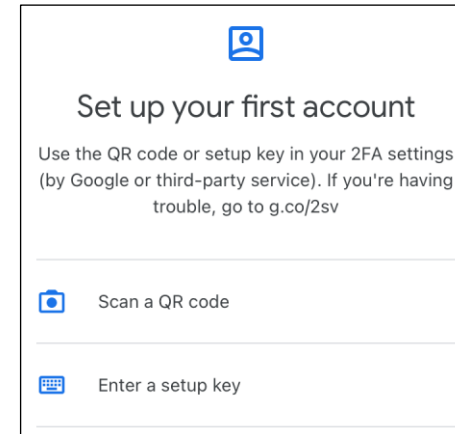 Set up your first account
Use the QR code or setup key in your 2FA settings
(by Google or third-party service). If you're having
trouble, go to g.co/2sv
Scan a QR code
Enter a setup key